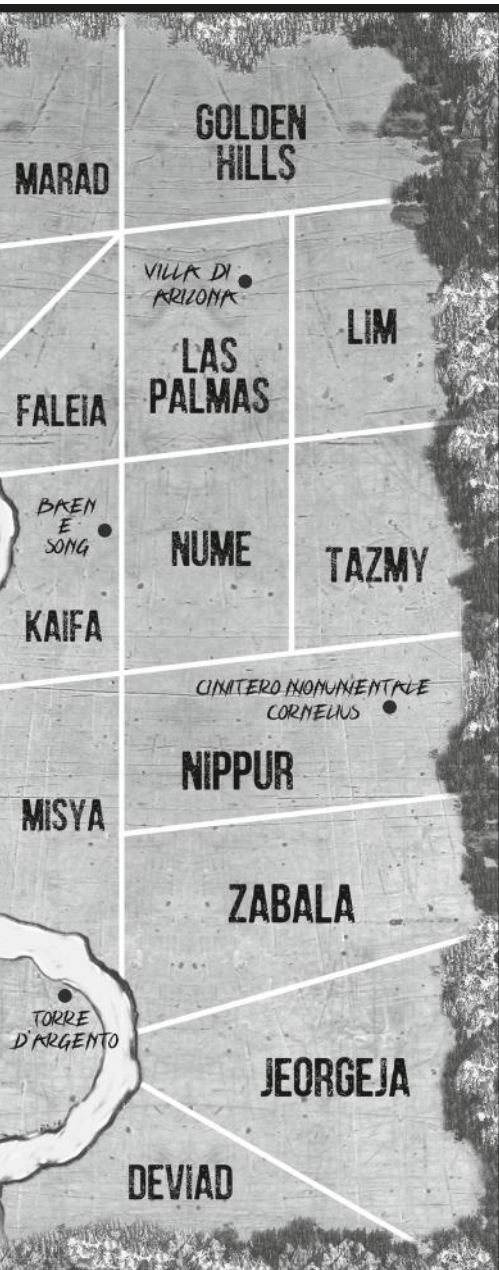 GOLDEN
HILLS
MARAD
VILLA DI
ARIZONA
LIM
LAS
PALMAS
FALEIA
BAEN
E
SONG
NUME
TAZMY
KAIFA
CIMITERO MONUMENTALE
CORNELIUS
NIPPUR
MISYA
ZABALA
TORRE
D'ARGENTO
JEORGEJA
DEVIAD